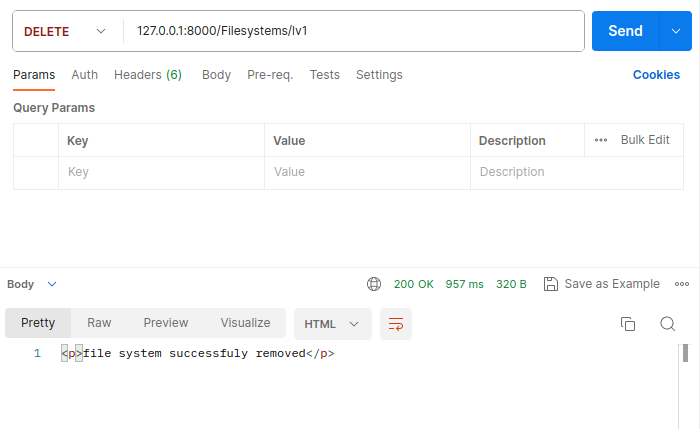 DELETE 127.0.0.1:8000/Filesystems/lv1 Send
Params Auth Headers (6) Body Pre-req. Tests Settings Cookies
Query Params
Key Value Description Bulk Edit
Key Value Description
Body 200 OK 957 ms 320 B Save as Example
Pretty Raw Preview Visualize HTML
1 <p>file system successfuly removed</p>